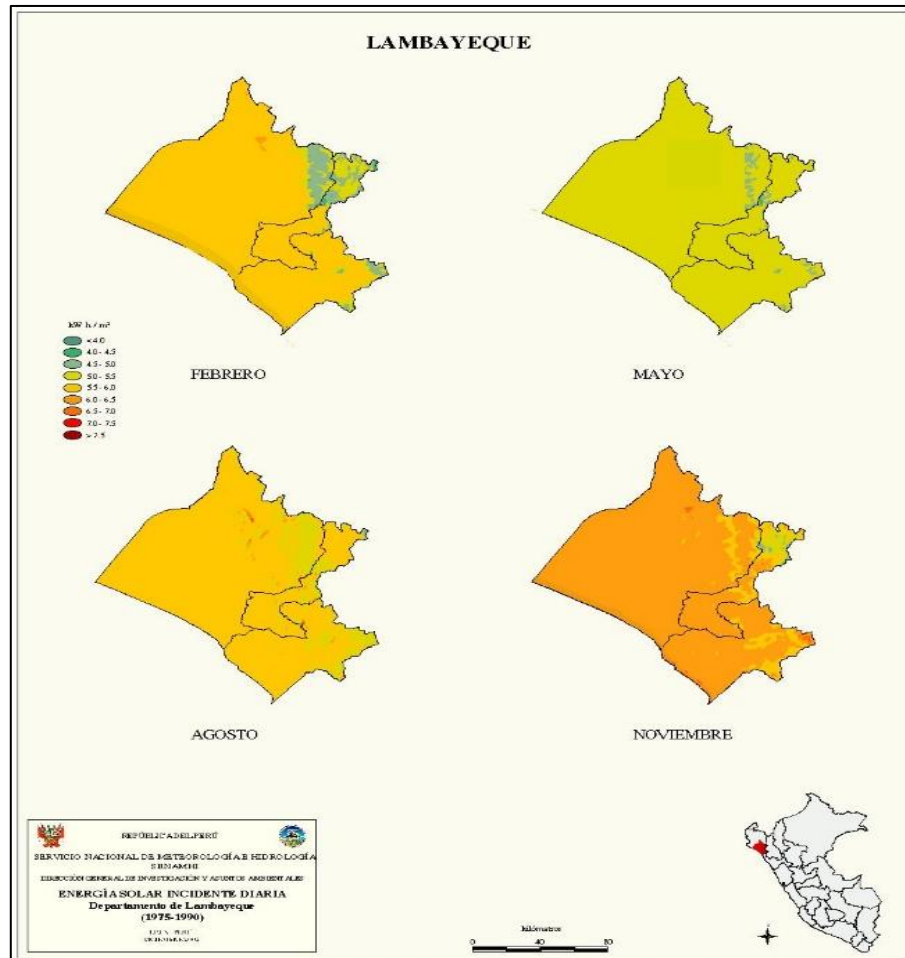 LAMBAYEQUE
kW h / m²
< 4.0
4.0 - 4.5
4.5 - 5.0
5.0 - 5.5
5.5 - 6.0
6.0 - 6.5
6.5 - 7.0
7.0 - 7.5
> 7.5
FEBRERO
MAYO
AGOSTO
NOVIEMBRE
REPÚBLICA DEL PERÚ
SERVICIO NACIONAL DE METEOROLOGÍA E HIDROLOGÍA
SENAMHI
DIRECCIÓN GENERAL DE INVESTIGACIÓN Y ASUNTOS AMBIENTALES
ENERGÍA SOLAR INCIDENTE DIARIA
Departamento de Lambayeque
(1975-1990)
kilómetros
0 40 80